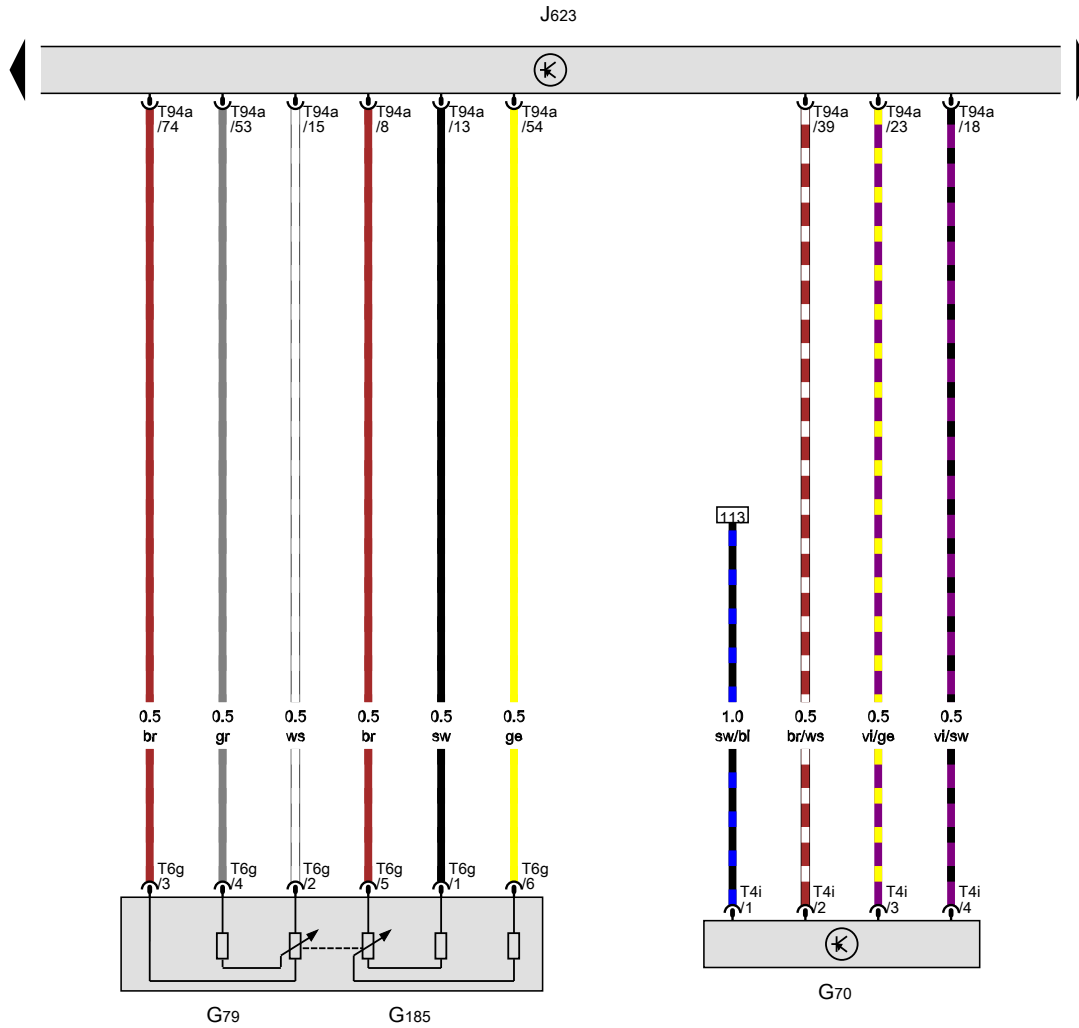 J623
T94a T94a T94a T94a T94a T94a T94a T94a T94a
/74 /53 /15 /8 /13 /54 /39 /23 /18
113
0.5 0.5 0.5 0.5 0.5 0.5 1.0 0.5 0.5 0.5
br gr ws br sw ge sw/bl br/ws vi/ge vi/sw
T6g T6g T6g T6g T6g T6g
/3 /4 /2 /5 /1 /6
T4i T4i T4i T4i
/1 /2 /3 /4
G70
G79 G185